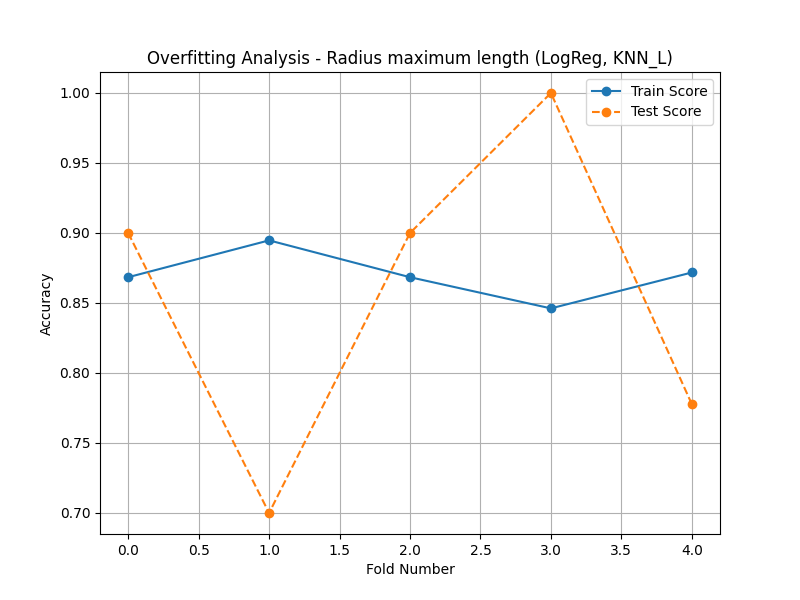 Overfitting Analysis - Radius maximum length (LogReg, KNN_L)
Train Score
Test Score
1.00
0.95
0.90
0.85
0.80
0.75
0.70
Accuracy
0.0 0.5 1.0 1.5 2.0 2.5 3.0 3.5 4.0
Fold Number